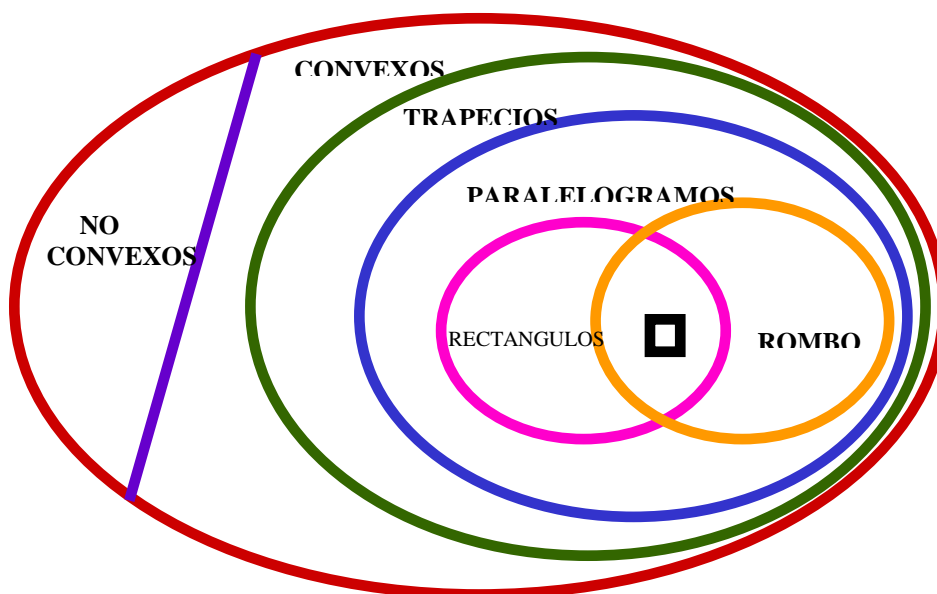 CONVEXOS
TRAPECIOS
PARALELOGRAMOS
NO
CONVEXOS
RECTANGULOS
ROMBO